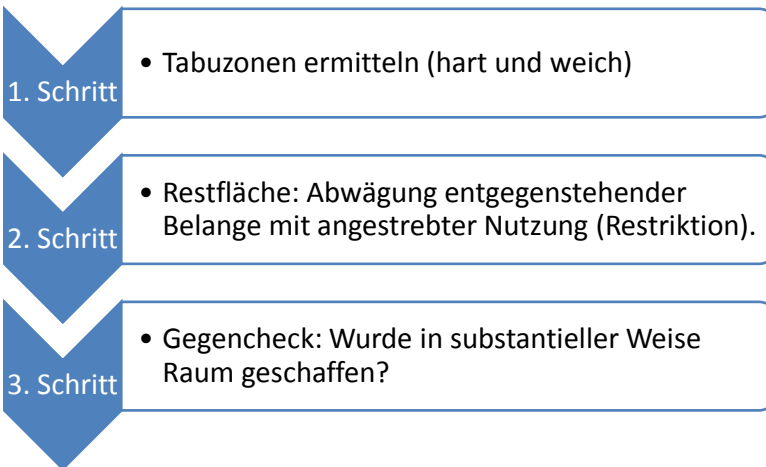 1. Schritt
• Tabuzonen ermitteln (hart und weich)
2. Schritt
• Restfläche: Abwägung entgegenstehender
Belange mit angestrebter Nutzung (Restriktion).
3. Schritt
• Gegencheck: Wurde in substantieller Weise
Raum geschaffen?